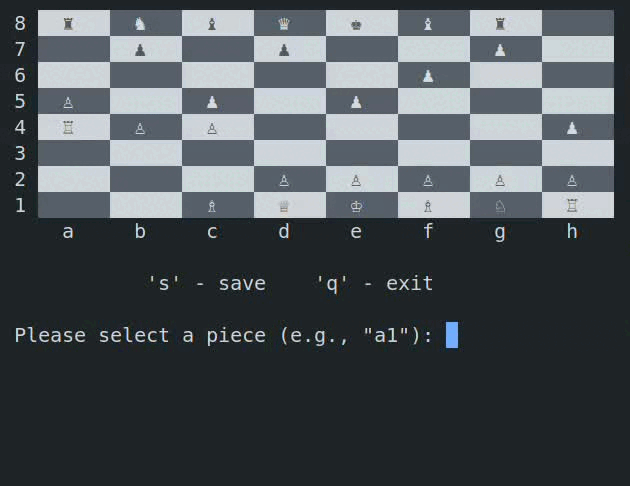 8 ♜ ♞ ♝ ♛ ♚ ♝ ♜
7 ♟ ♟ ♟
6 ♟
5 ♙ ♟ ♟
4 ♖ ♙ ♙ ♟
3
2 ♙ ♙ ♙ ♙ ♙
1 ♗ ♕ ♔ ♗ ♘ ♖
a b c d e f g h
's' - save 'q' - exit
Please select a piece (e.g., "a1"):